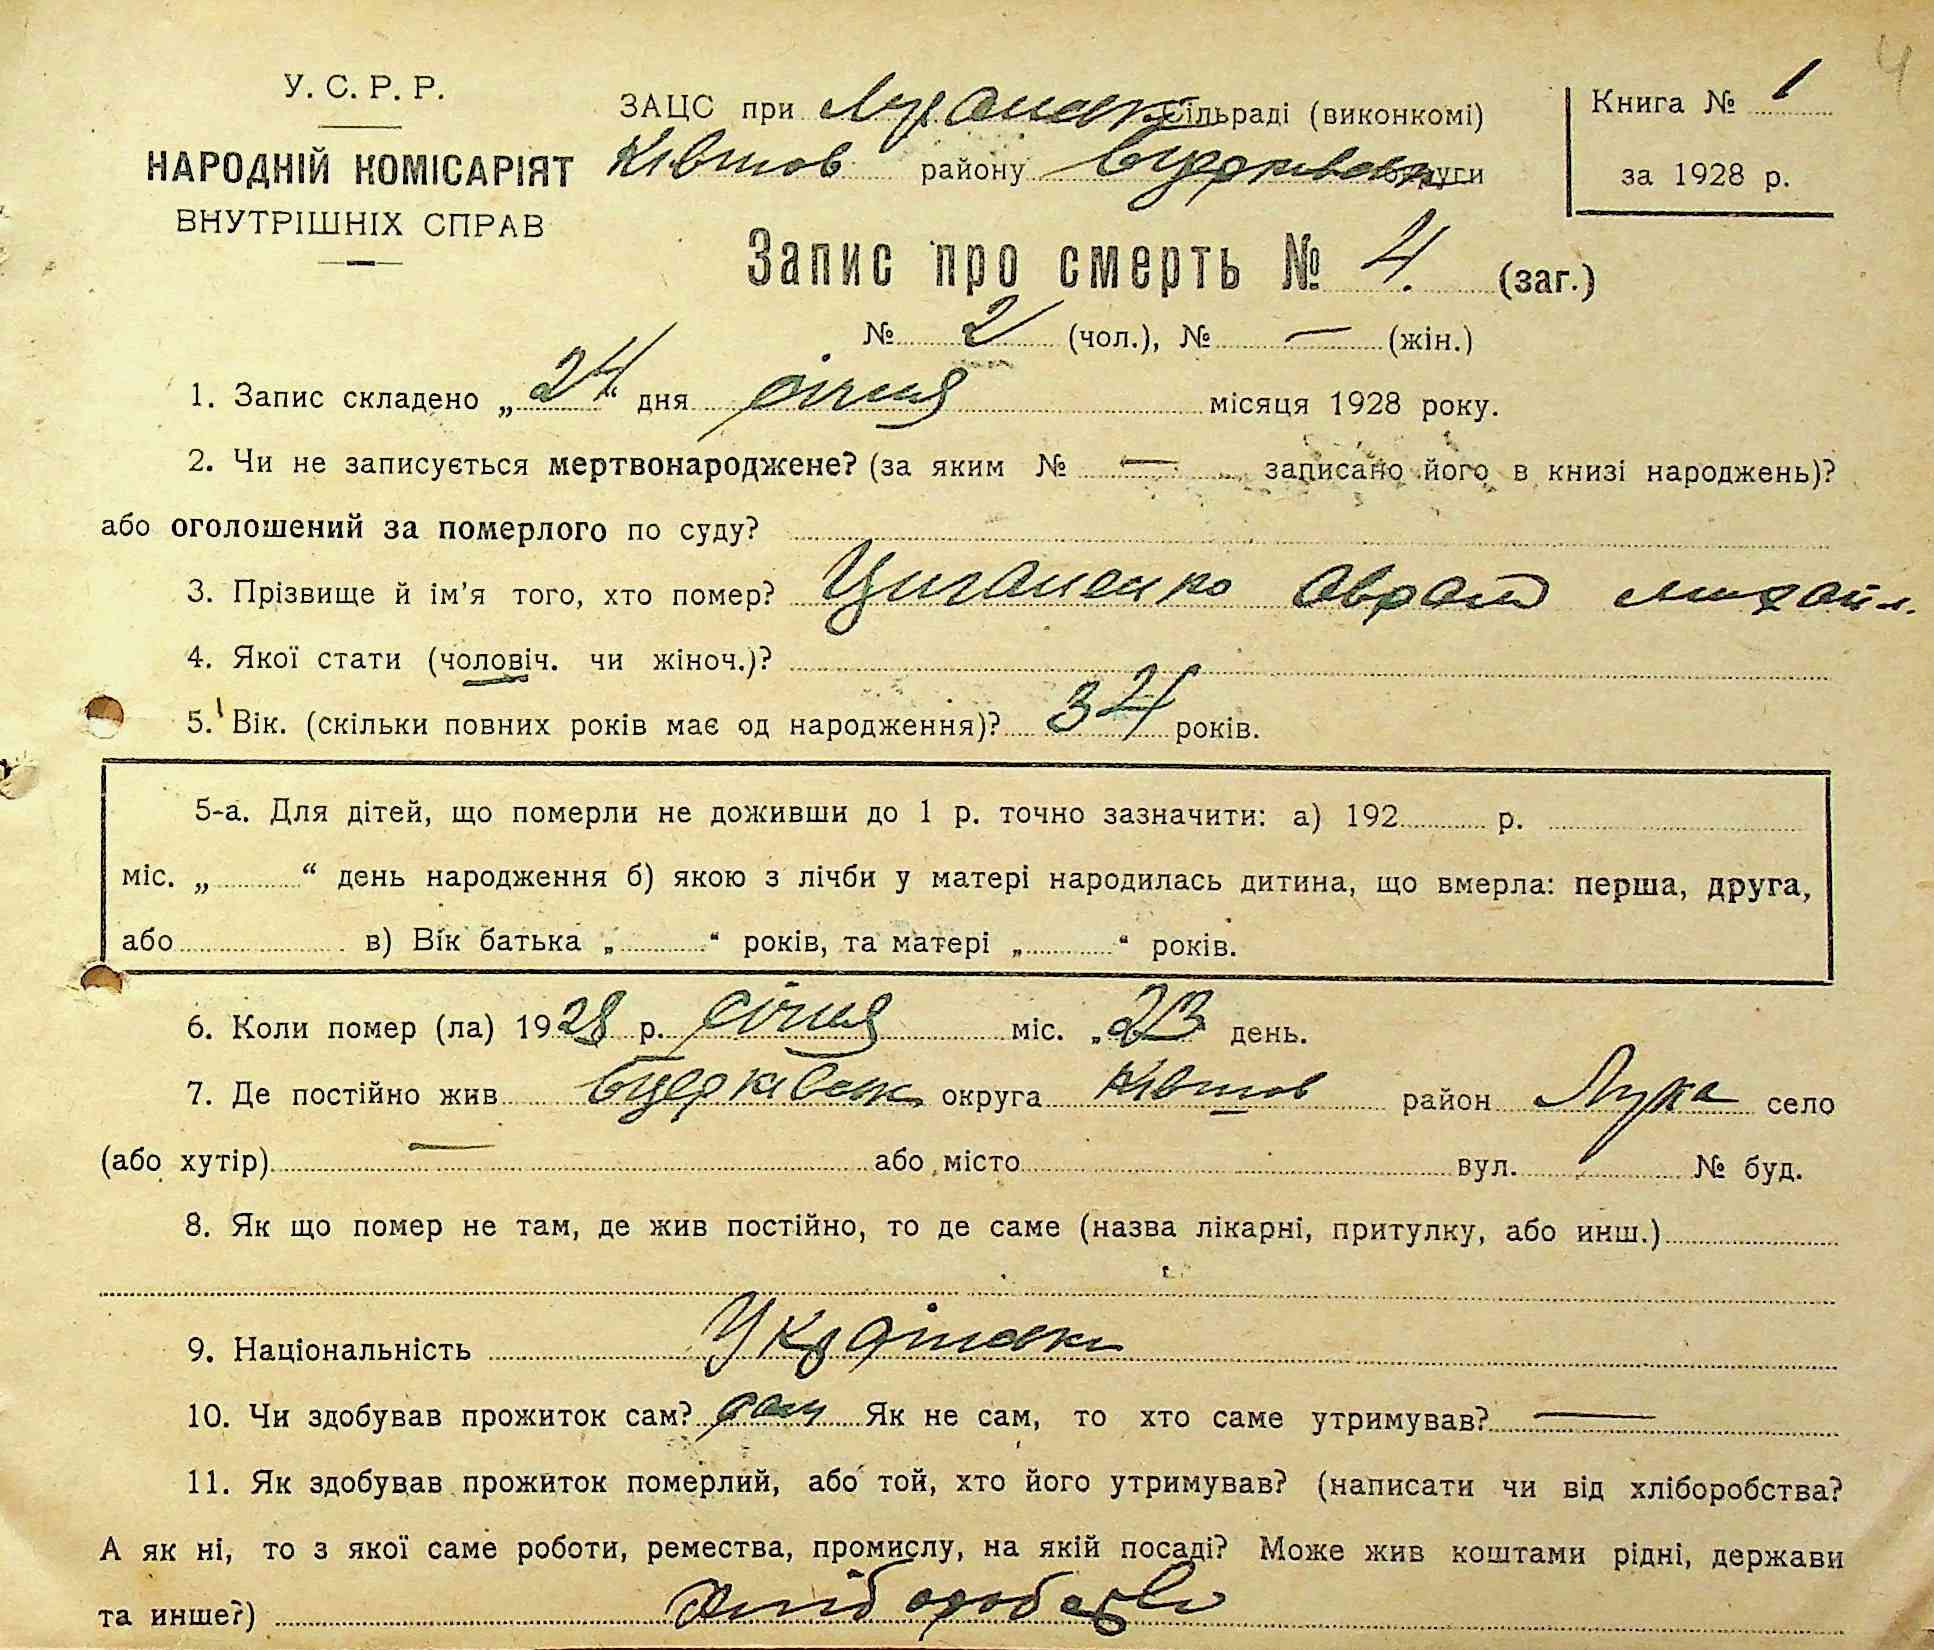 4
У. С. Р. Р.
НАРОДНІЙ КОМІСАРІЯТ
ВНУТРІШНІХ СПРАВ
ЗАЦС при Лучанськ сільраді (виконкомі)
району округи
Книга № 1
за 1928 р.
Запис про смерть № 4. (заг.)
№ 2 (чол.), № — (жін.)
1. Запис складено „24“ дня січня місяця 1928 року.
2. Чи не записується мертвонароджене? (за яким № — записано його в книзі народжень)?
або оголошений за померлого по суду?
3. Прізвище й ім'я того, хто помер? Циганенко Аврам Михайл.
4. Якої стати (чоловіч. чи жіноч.)?
5. Вік. (скільки повних років має од народження)? 34 років.
5-а. Для дітей, що померли не доживши до 1 р. точно зазначити: а) 192 р.
міс. „ “ день народження б) якою з лічби у матері народилась дитина, що вмерла: перша, друга,
або в) Вік батька „ “ років, та матері „ “ років.
6. Коли помер (ла) 1928 р. січня міс. „23 день.
7. Де постійно жив округа район Лука село
(або хутір) — або місто вул. № буд.
8. Як що помер не там, де жив постійно, то де саме (назва лікарні, притулку, або инш.)
9. Національність Українськ
10. Чи здобував прожиток сам? сам Як не сам, то хто саме утримував? —
11. Як здобував прожиток померлий, або той, хто його утримував? (написати чи від хліборобства?
А як ні, то з якої саме роботи, ремества, промислу, на якій посаді? Може жив коштами рідні, держави
та инше?) Хліборобство